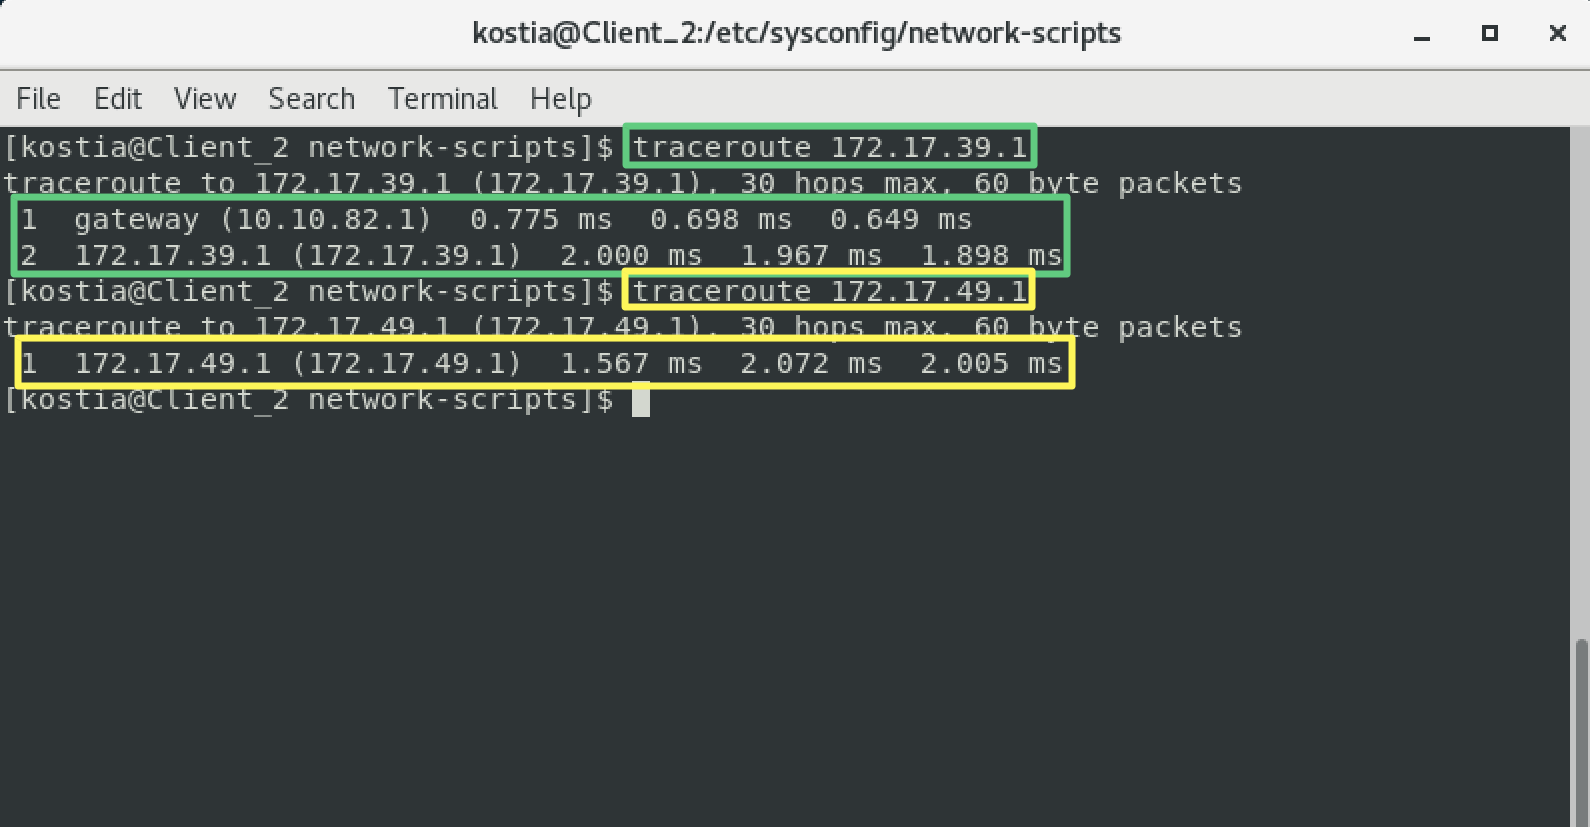 kostia@Client_2:/etc/sysconfig/network-scripts
File Edit View Search Terminal Help
[kostia@Client_2 network-scripts]$ traceroute 172.17.39.1
traceroute to 172.17.39.1 (172.17.39.1), 30 hops max, 60 byte packets
1  gateway (10.10.82.1)  0.775 ms  0.698 ms  0.649 ms
2  172.17.39.1 (172.17.39.1)  2.000 ms  1.967 ms  1.898 ms
[kostia@Client_2 network-scripts]$ traceroute 172.17.49.1
traceroute to 172.17.49.1 (172.17.49.1), 30 hops max, 60 byte packets
1  172.17.49.1 (172.17.49.1)  1.567 ms  2.072 ms  2.005 ms
[kostia@Client_2 network-scripts]$